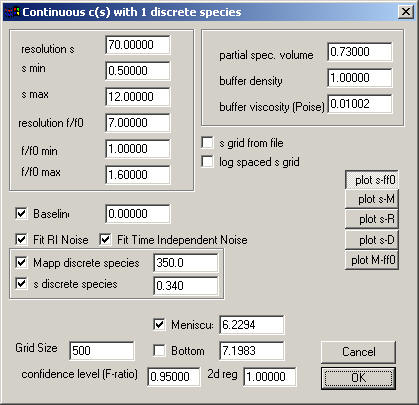 Continuous c(s) with 1 discrete species
resolution s 70.00000
s min 0.50000
s max 12.00000
resolution f/f0 7.00000
f/f0 min 1.00000
f/f0 max 1.60000
partial spec. volume 0.73000
buffer density 1.00000
buffer viscosity (Poise) 0.01002
s grid from file
log spaced s grid
plot s-ff0
plot s-M
plot s-R
plot s-D
plot M-ff0
Baseline 0.00000
Fit RI Noise Fit Time Independent Noise
Mapp discrete species 350.0
s discrete species 0.340
Meniscu: 6.2294
Grid Size 500 Bottom 7.1983
Cancel
confidence level (F-ratio) 0.95000 2d reg 1.00000
OK